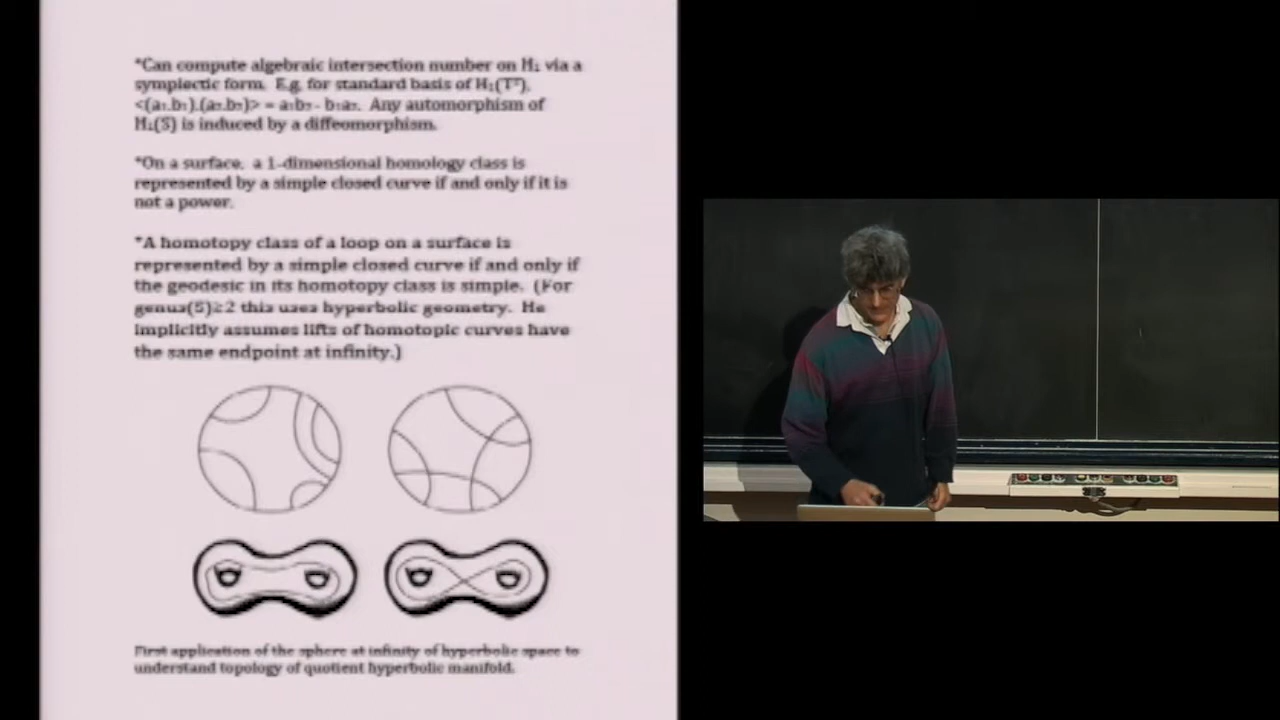 *Can compute algebraic intersection number on H₁ via a
symplectic form. E.g. for standard basis of H₁(T²),
<(a₁,b₁),(a₂,b₂)> = a₁b₂ - b₁a₂. Any automorphism of
H₁(S) is induced by a diffeomorphism.
*On a surface, a 1-dimensional homology class is
represented by a simple closed curve if and only if it is
not a power.
*A homotopy class of a loop on a surface is
represented by a simple closed curve if and only if
the geodesic in its homotopy class is simple. (For
genus(S)≥2 this uses hyperbolic geometry. He
implicitly assumes lifts of homotopic curves have
the same endpoint at infinity.)
First application of the sphere at infinity of hyperbolic space to
understand topology of quotient hyperbolic manifold.